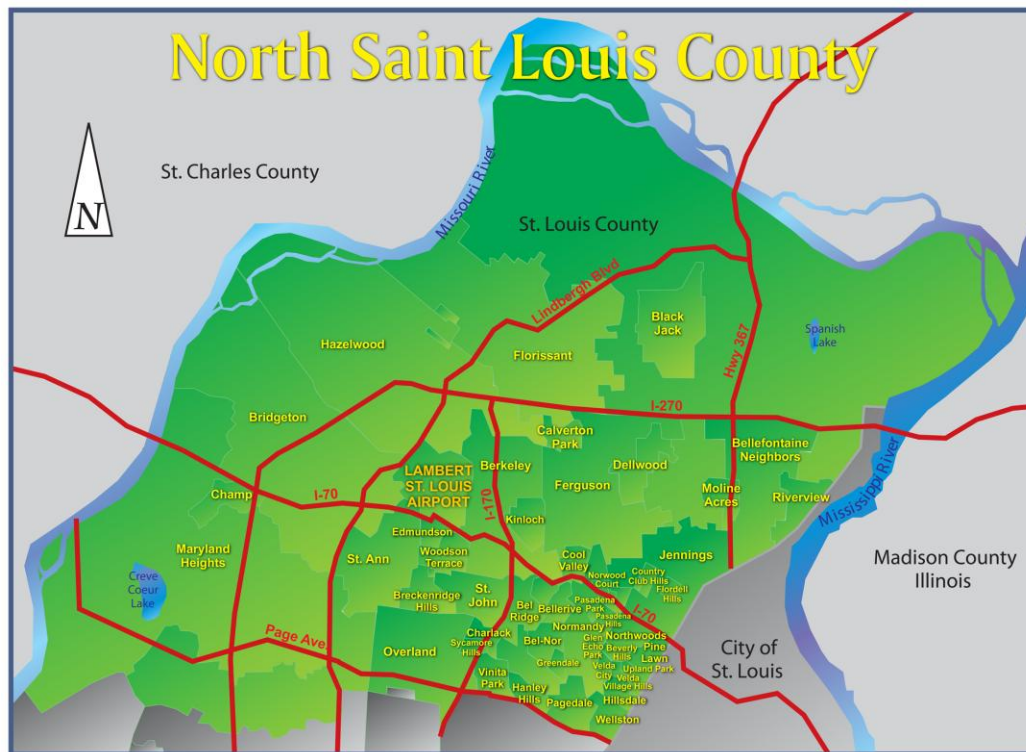 North Saint Louis County
St. Charles County
N
Missouri River
St. Louis County
Lindbergh Blvd
Black
Jack
Hwy 367
Spanish
Lake
Hazelwood
Florissant
Bridgeton
I-270
Calverton
Park
Bellefontaine
Neighbors
LAMBERT
ST. LOUIS
AIRPORT
Berkeley
Dellwood
Ferguson
Champ
I-70
I-170
Moline
Acres
Riverview
Mississippi River
Kinloch
Edmundson
Maryland
Heights
St. Ann
Woodson
Terrace
Cool
Valley
Jennings
Madison County
Illinois
Creve
Coeur
Lake
Breckenridge
Hills
St.
John
Norwood
Court
Country
Club Hills
Flordell
Hills
Bel
Ridge
Bellerive
Pasadena
Park
Pasadena
Hills
I-70
Page Ave.
Charlack
Sycamore
Hills
Normandy
Bel-Nor
Glen
Echo
Park
Northwoods
Beverly
Hills
Pine
Lawn
City of
St. Louis
Overland
Greendale
Velda
City
Upland Park
Velda
Village Hills
Vinita
Park
Hanley
Hills
Pagedale
Hillsdale
Wellston